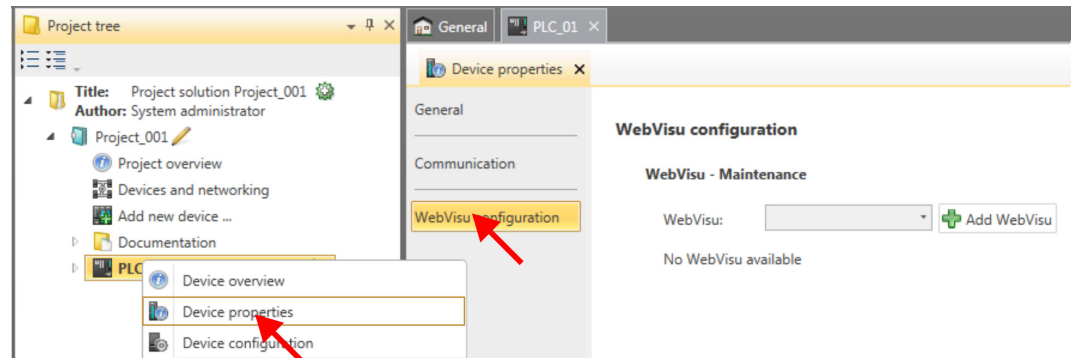 Project tree
Title: Project solution Project_001
Author: System administrator
Project_001
Project overview
Devices and networking
Add new device ...
Documentation
PLC
Device overview
Device properties
Device configuration
General
PLC_01
Device properties
General
Communication
WebVisu configuration
WebVisu configuration
WebVisu - Maintenance
WebVisu:
Add WebVisu
No WebVisu available